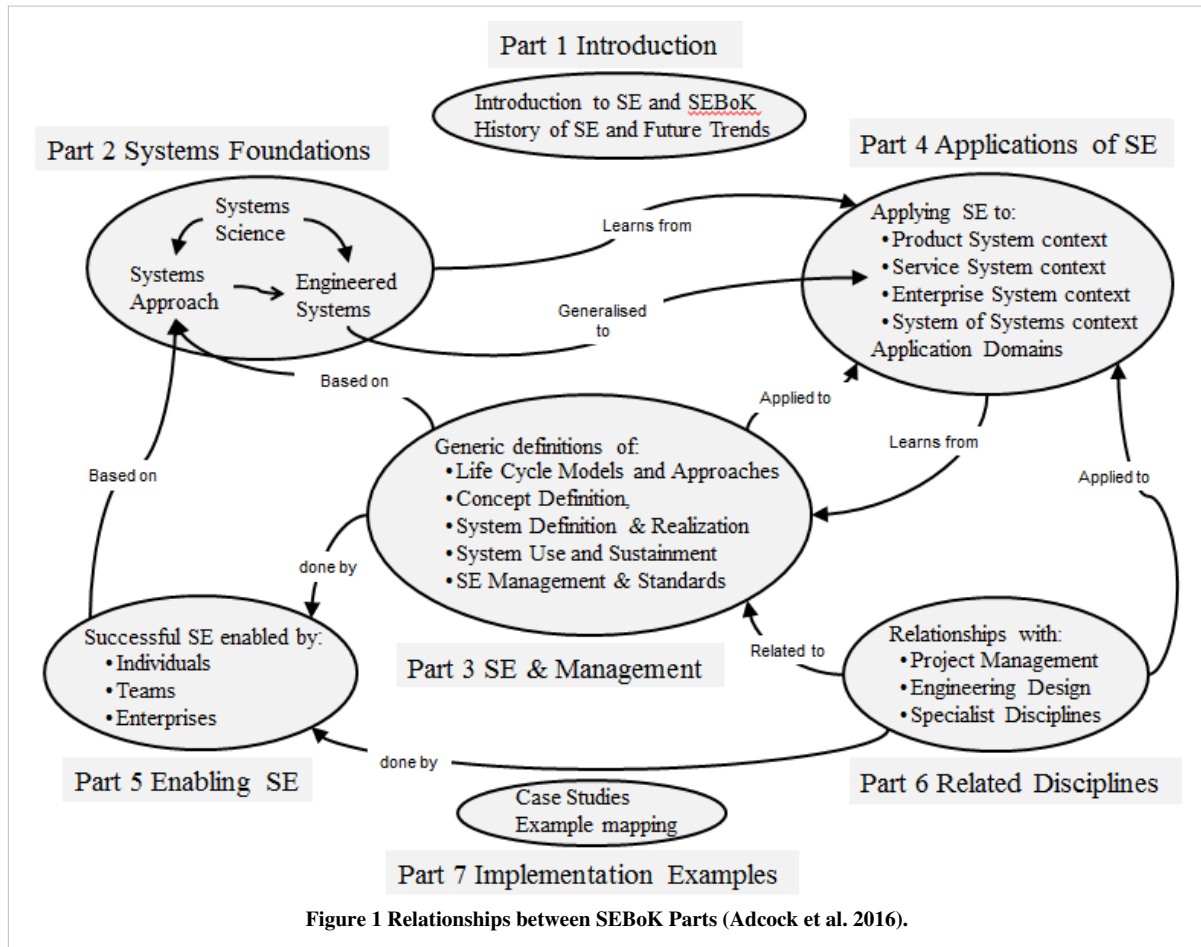 Part 1 Introduction
Introduction to SE and SEBoK
History of SE and Future Trends
Part 2 Systems Foundations
Systems
Science
Systems
Approach
Engineered
Systems
Part 4 Applications of SE
Applying SE to:
• Product System context
• Service System context
• Enterprise System context
• System of Systems context
Application Domains
Learns from
Generalised
to
Based on
Applied to
Learns from
Based on
Applied to
Generic definitions of:
• Life Cycle Models and Approaches
• Concept Definition,
• System Definition & Realization
• System Use and Sustainment
• SE Management & Standards
done by
Part 3 SE & Management
Related to
Successful SE enabled by:
• Individuals
• Teams
• Enterprises
Part 5 Enabling SE
Relationships with:
• Project Management
• Engineering Design
• Specialist Disciplines
Part 6 Related Disciplines
done by
Case Studies
Example mapping
Part 7 Implementation Examples
Figure 1 Relationships between SEBoK Parts (Adcock et al. 2016).